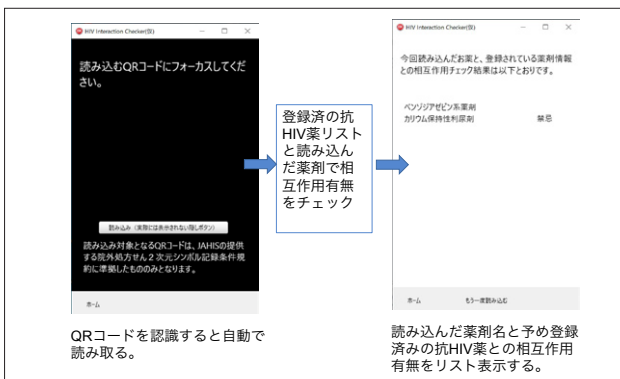 HIV Interaction Checker(仮)
読み込むQRコードにフォーカスしてくだ
さい。
読み込み（実際には表示されない隠しボタン）
読み込み対象となるQRコードは、JAHISの提供
する院外処方せん２次元シンボル記録条件規
約に準拠したもののみとなります。
ホーム
QRコードを認識すると自動で
読み取る。
登録済の抗
HIV薬リスト
と読み込ん
だ薬剤で相
互作用有無
をチェック
HIV Interaction Checker(仮)
今回読み込んだお薬と、登録されている薬剤情報
との相互作用チェック結果は以下とおりです。
ベンゾジアゼピン系薬剤
カリウム保持性利尿剤 禁忌
ホーム もう一度読み込む
読み込んだ薬剤名と予め登録
済みの抗HIV薬との相互作用
有無をリスト表示する。